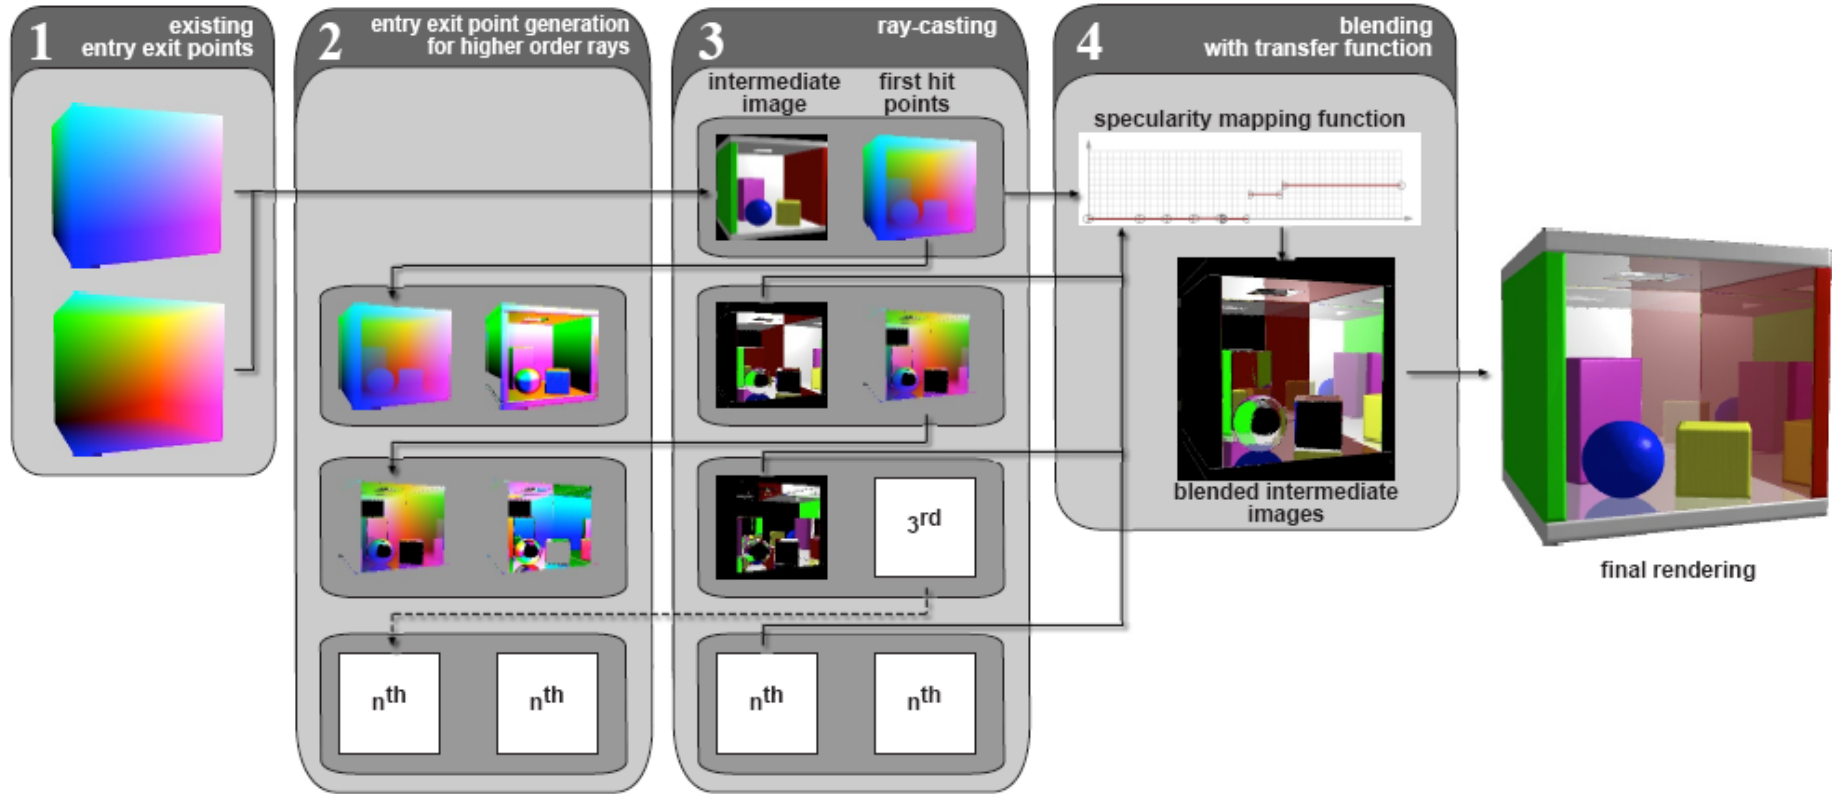 1
existing
entry exit points
2
entry exit point generation
for higher order rays
3
ray-casting
intermediate
image
first hit
points
3rd
nth
nth
nth
nth
4
blending
with transfer function
specularity mapping function
blended intermediate
images
final rendering